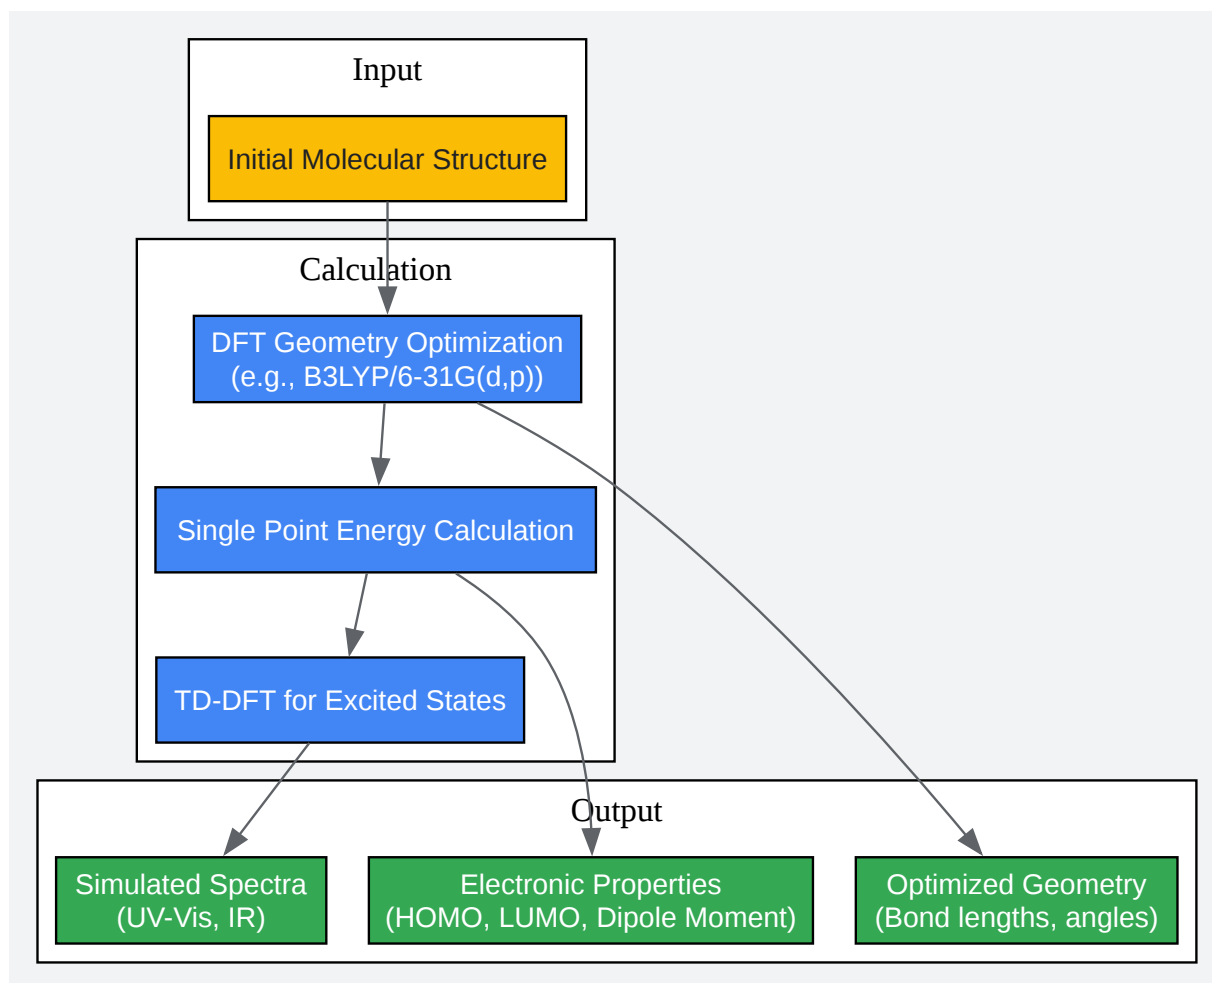 Input
Initial Molecular Structure
Calculation
DFT Geometry Optimization
(e.g., B3LYP/6-31G(d,p))
Single Point Energy Calculation
TD-DFT for Excited States
Output
Simulated Spectra
(UV-Vis, IR)
Electronic Properties
(HOMO, LUMO, Dipole Moment)
Optimized Geometry
(Bond lengths, angles)